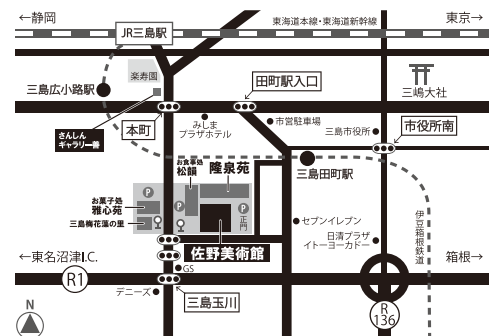 ←静岡
東海道本線・東海道新幹線
東京→
JR三島駅
楽寿園
三島広小路駅
田町駅入口
三嶋大社
本町
みしま
プラザホテル
市営駐車場
三島市役所
市役所南
さんしん
ギャラリー善
お食事処
松韻
隆泉苑
三島田町駅
P
お菓子処
雅心苑
P
P
正門
三島梅花藻の里
佐野美術館
セブンイレブン
日清プラザ
イトーヨーカドー
伊豆箱根鉄道
←東名沼津I.C.
GS
箱根→
R1
デニーズ
三島玉川
R
136
N